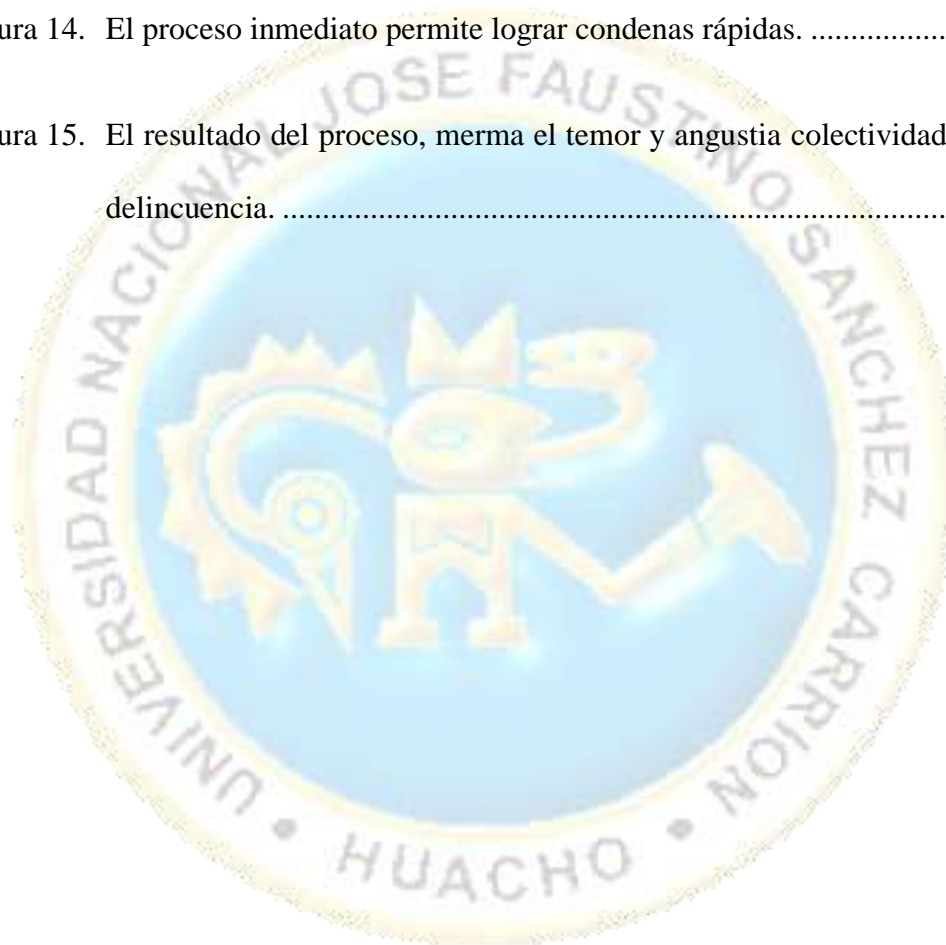 ura 14. El proceso inmediato permite lograr condenas rápidas. .................
ura 15. El resultado del proceso, merma el temor y angustia colectividad
delincuencia. ..................................................................................
UNIVERSIDAD NACIONAL JOSE FAUSTINO SANCHEZ CARRION • HUACHO •